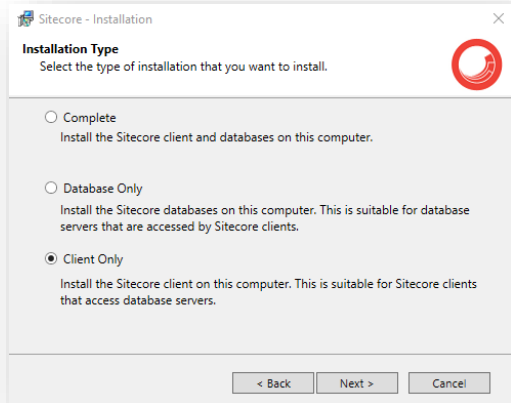 Sitecore - Installation
Installation Type
Select the type of installation that you want to install.
Complete
Install the Sitecore client and databases on this computer.
Database Only
Install the Sitecore databases on this computer. This is suitable for database
servers that are accessed by Sitecore clients.
Client Only
Install the Sitecore client on this computer. This is suitable for Sitecore clients
that access database servers.
< Back Next > Cancel